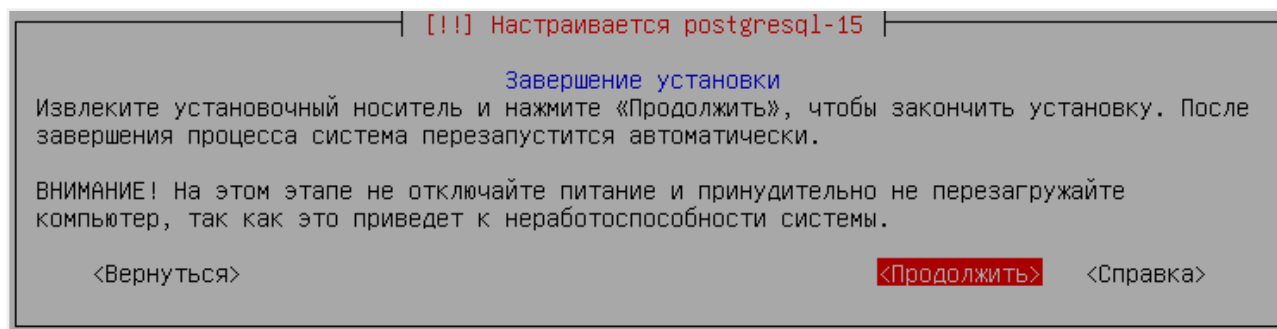 [!!] Настраивается postgresql-15
Завершение установки
Извлеките установочный носитель и нажмите «Продолжить», чтобы закончить установку. После
завершения процесса система перезапустится автоматически.
ВНИМАНИЕ! На этом этапе не отключайте питание и принудительно не перезагружайте
компьютер, так как это приведет к неработоспособности системы.
<Вернуться> <Продолжить> <Справка>